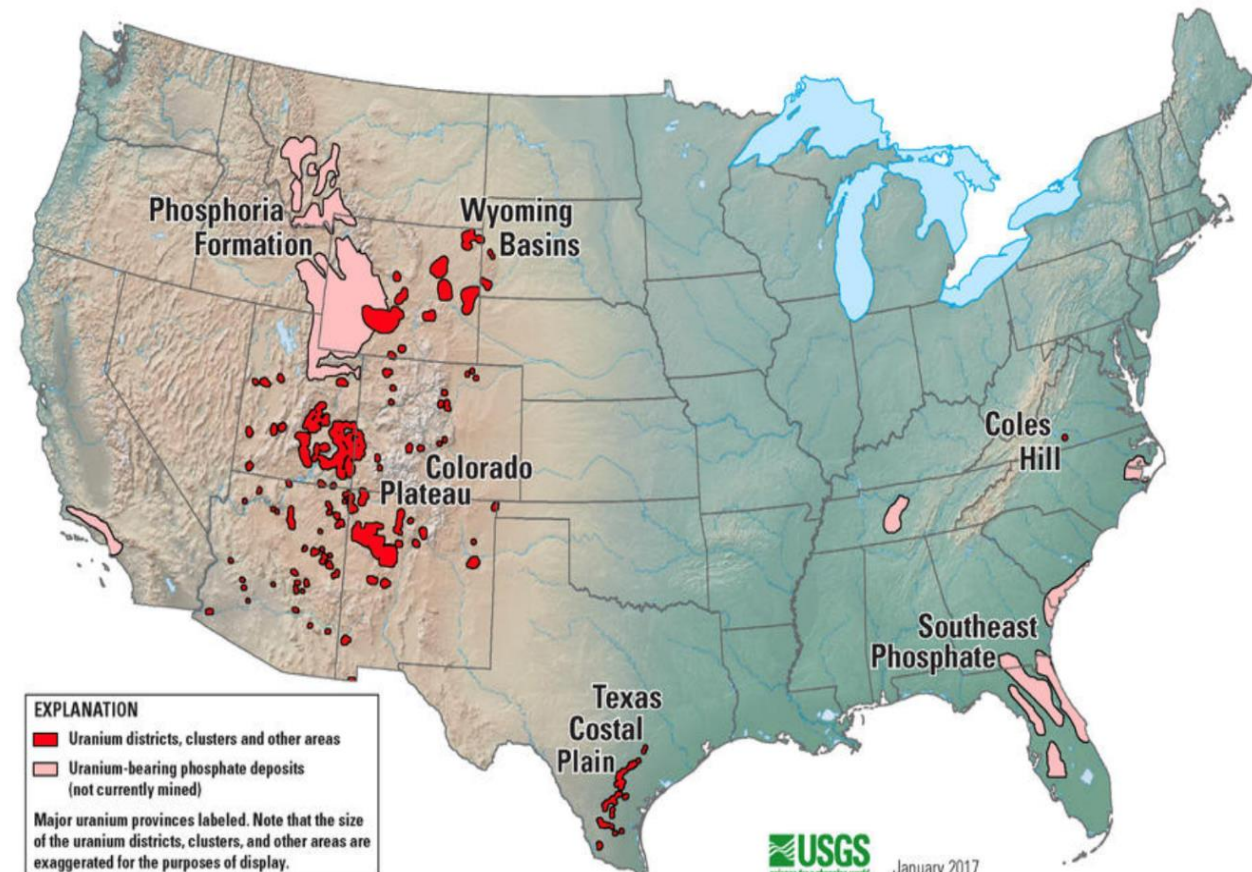 Phosphoria
Formation
Wyoming
Basins
Colorado
Plateau
Coles
Hill
Southeast
Phosphate
Texas
Costal
Plain
EXPLANATION
Uranium districts, clusters and other areas
Uranium-bearing phosphate deposits
(not currently mined)
Major uranium provinces labeled. Note that the size
of the uranium districts, clusters, and other areas are
exaggerated for the purposes of display.
USGS
January 2017